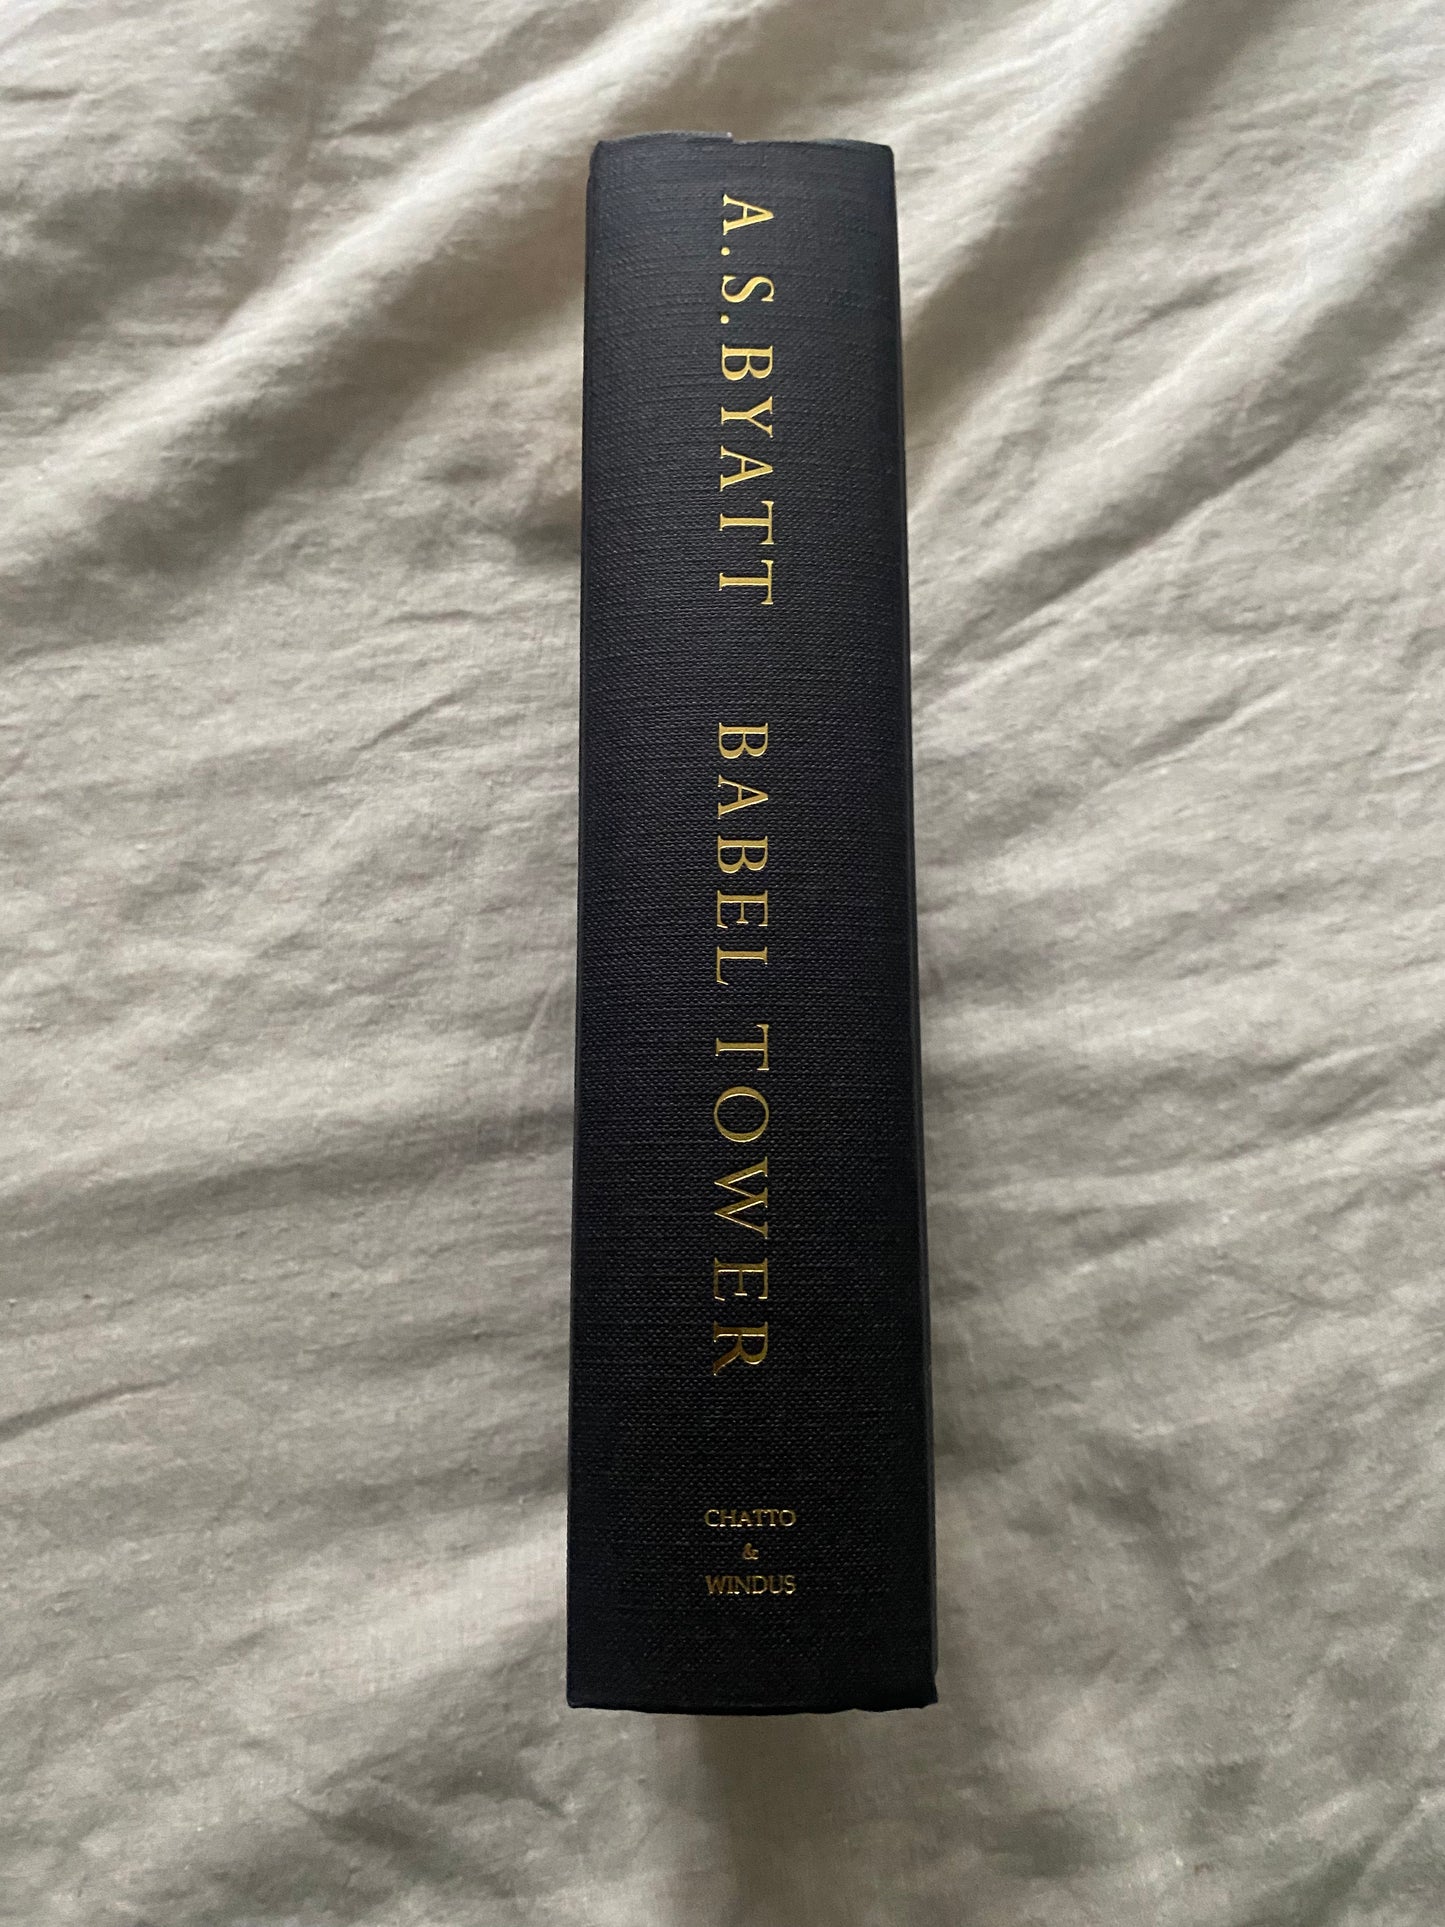 A.S.BYATT BABEL TOWER
CHATTO
&
WINDUS